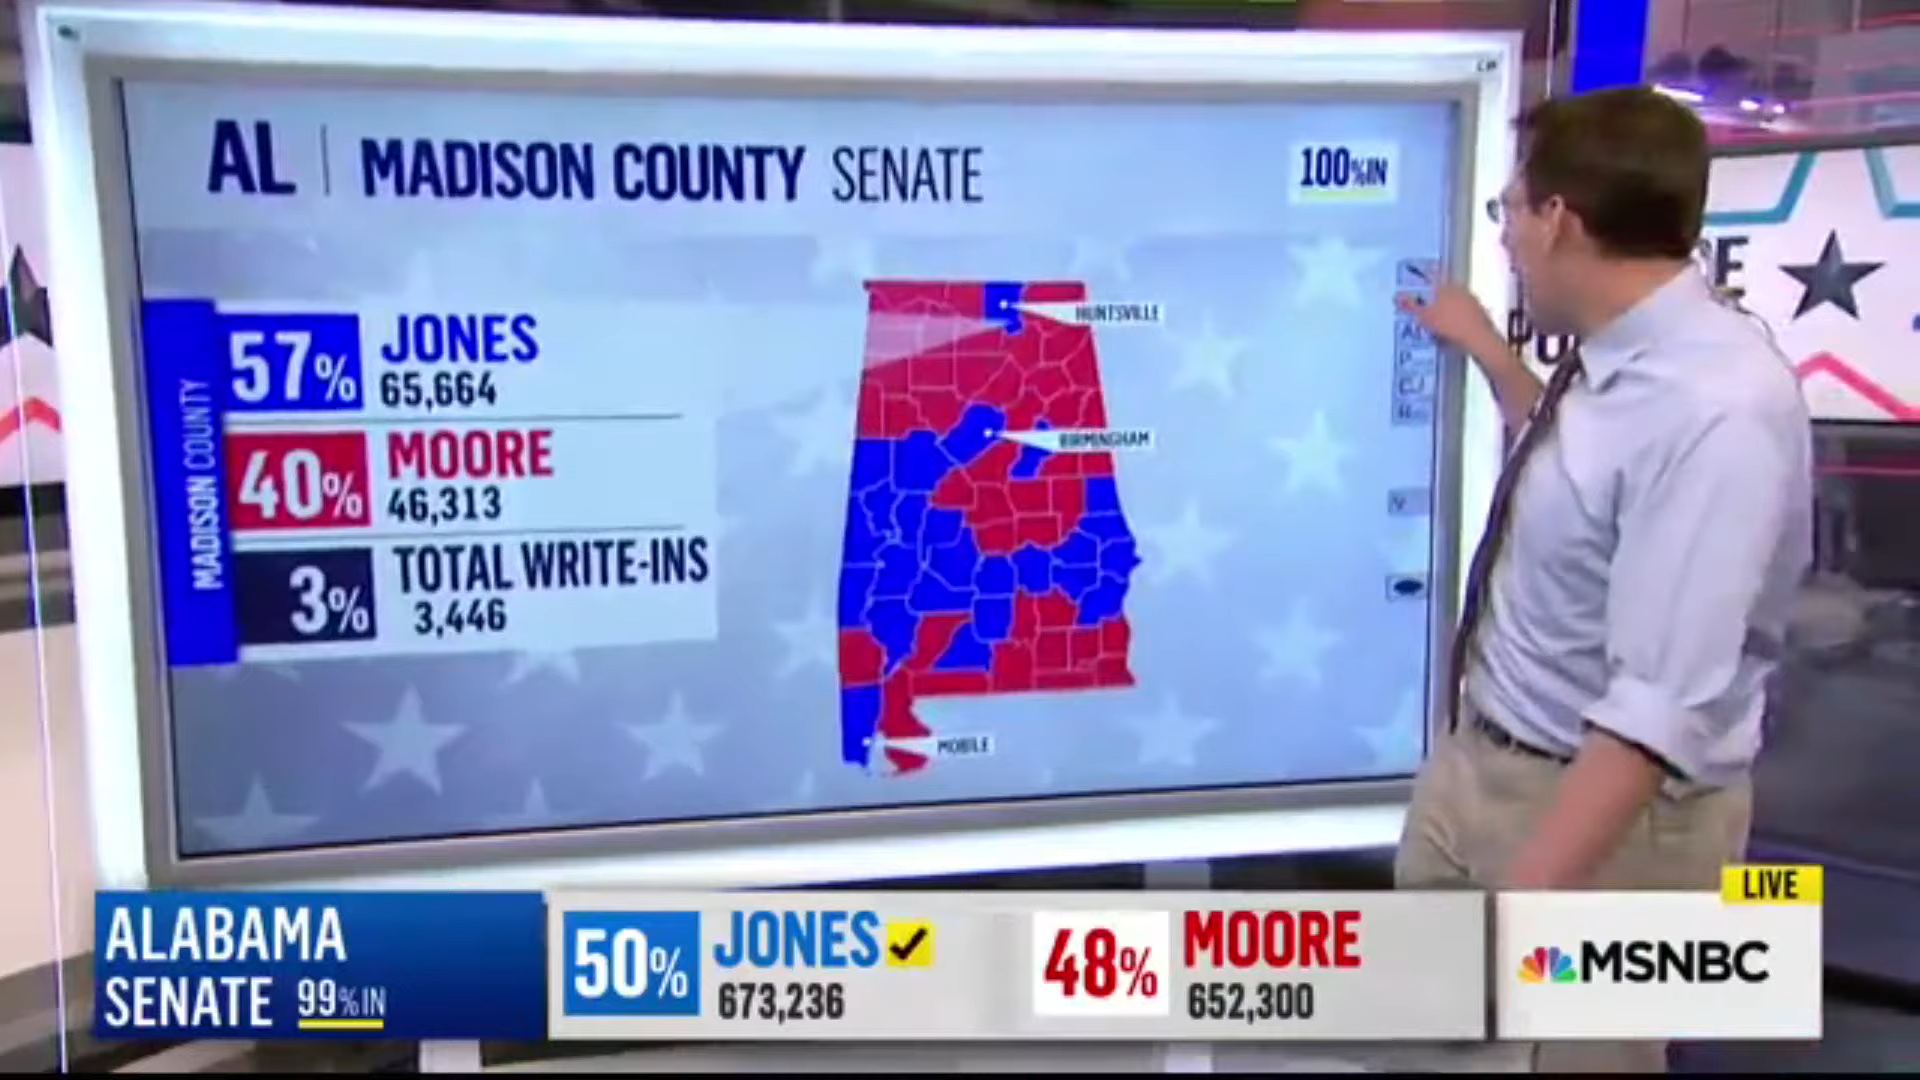 AL | MADISON COUNTY SENATE
100%IN
MADISON COUNTY
57% JONES
65,664
40% MOORE
46,313
3% TOTAL WRITE-INS
3,446
HUNTSVILLE
BIRMINGHAM
MOBILE
LIVE
ALABAMA
SENATE 99%IN
50% JONES
673,236
48% MOORE
652,300
MSNBC